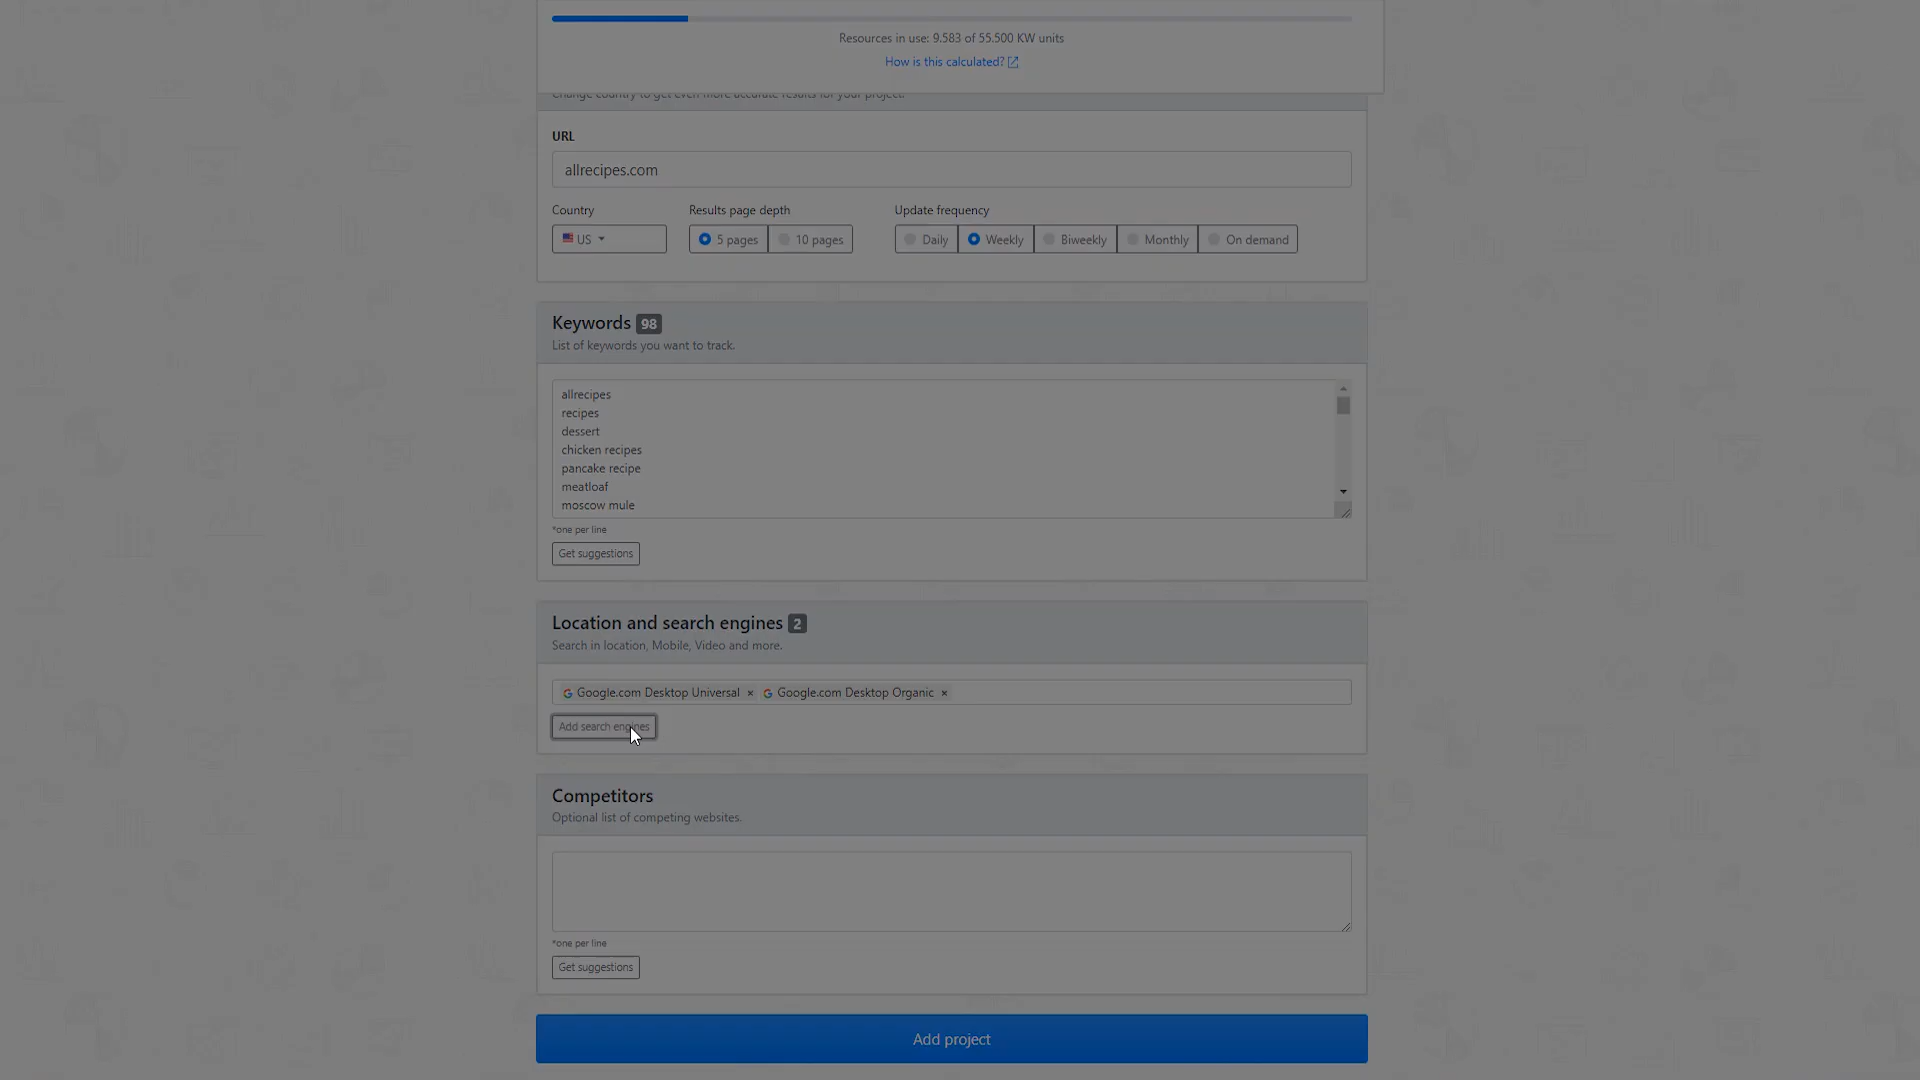 Resources in use: 9.583 of 55.500 KW units
How is this calculated?
Change country to get even more accurate results for your project.
URL
allrecipes.com
Country Results page depth Update frequency
US 5 pages 10 pages Daily Weekly Biweekly Monthly On demand
Keywords 98
List of keywords you want to track.
allrecipes
recipes
dessert
chicken recipes
pancake recipe
meatloaf
moscow mule
*one per line
Get suggestions
Location and search engines 2
Search in location, Mobile, Video and more.
Google.com Desktop Universal × Google.com Desktop Organic ×
Add search engines
Competitors
Optional list of competing websites.
*one per line
Get suggestions
Add project